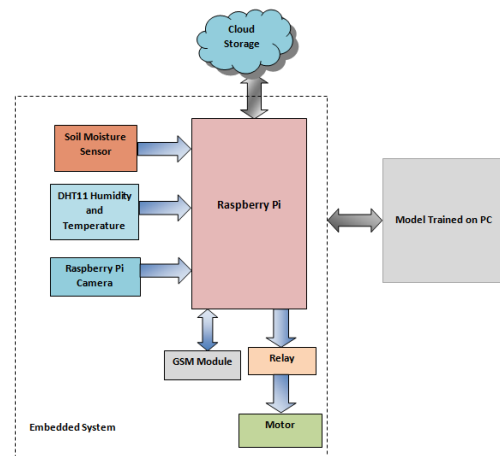 Cloud
Storage
Soil Moisture
Sensor
DHT11 Humidity
and
Temperature
Raspberry Pi
Camera
Raspberry Pi
Model Trained on PC
GSM Module
Relay
Motor
Embedded System